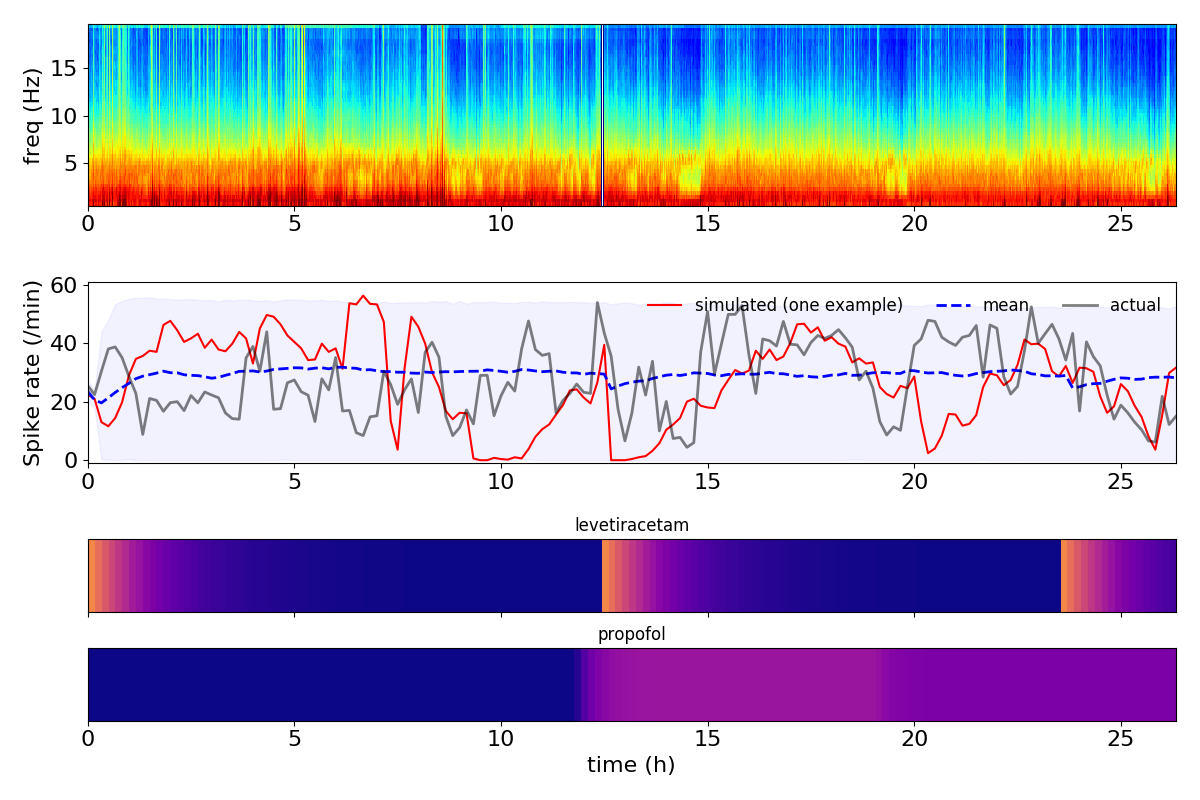 freq (Hz)
15
10
5
0 5 10 15 20 25
Spike rate (/min)
60
40
20
0
simulated (one example) mean actual
0 5 10 15 20 25
levetiracetam
propofol
0 5 10 15 20 25
time (h)